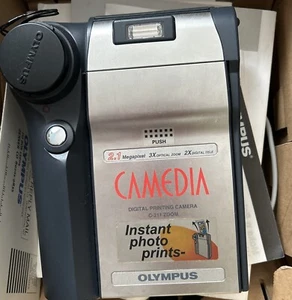 OLYMPUS
PUSH
2.1 Megapixel 3X OPTICAL ZOOM 2X DIGITAL TELE
CAMEDIA
DIGITAL PRINTING CAMERA
C-211 ZOOM
Instant
photo
prints-
OLYMPUS